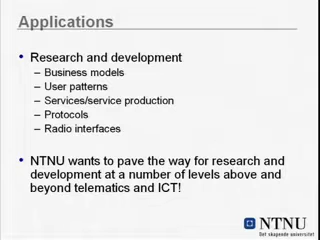 Applications
• Research and development
– Business models
– User patterns
– Services/service production
– Protocols
– Radio interfaces
• NTNU wants to pave the way for research and
development at a number of levels above and
beyond telematics and ICT!
NTNU
Det skapende universitet